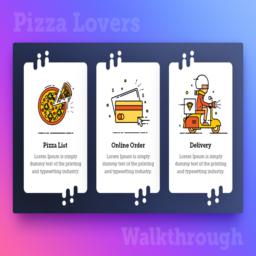 Pizza Lovers
Pizza List
Lorem Ipsum is simply
dummy text of the printing
and typesetting industry.
Online Order
Lorem Ipsum is simply
dummy text of the printing
and typesetting industry.
Delivery
Lorem Ipsum is simply
dummy text of the printing
and typesetting industry.
Walkthrough